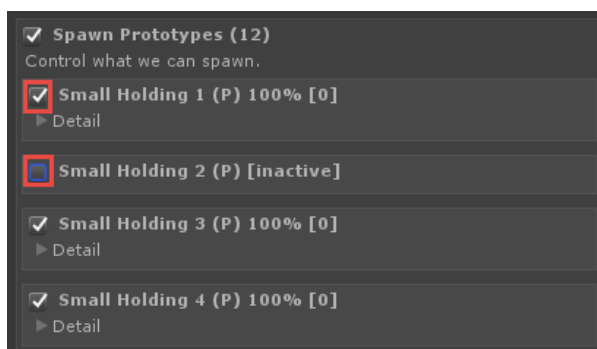 Spawn Prototypes (12)
Control what we can spawn.
Small Holding 1 (P) 100% [0]
Detail
Small Holding 2 (P) [inactive]
Small Holding 3 (P) 100% [0]
Detail
Small Holding 4 (P) 100% [0]
Detail